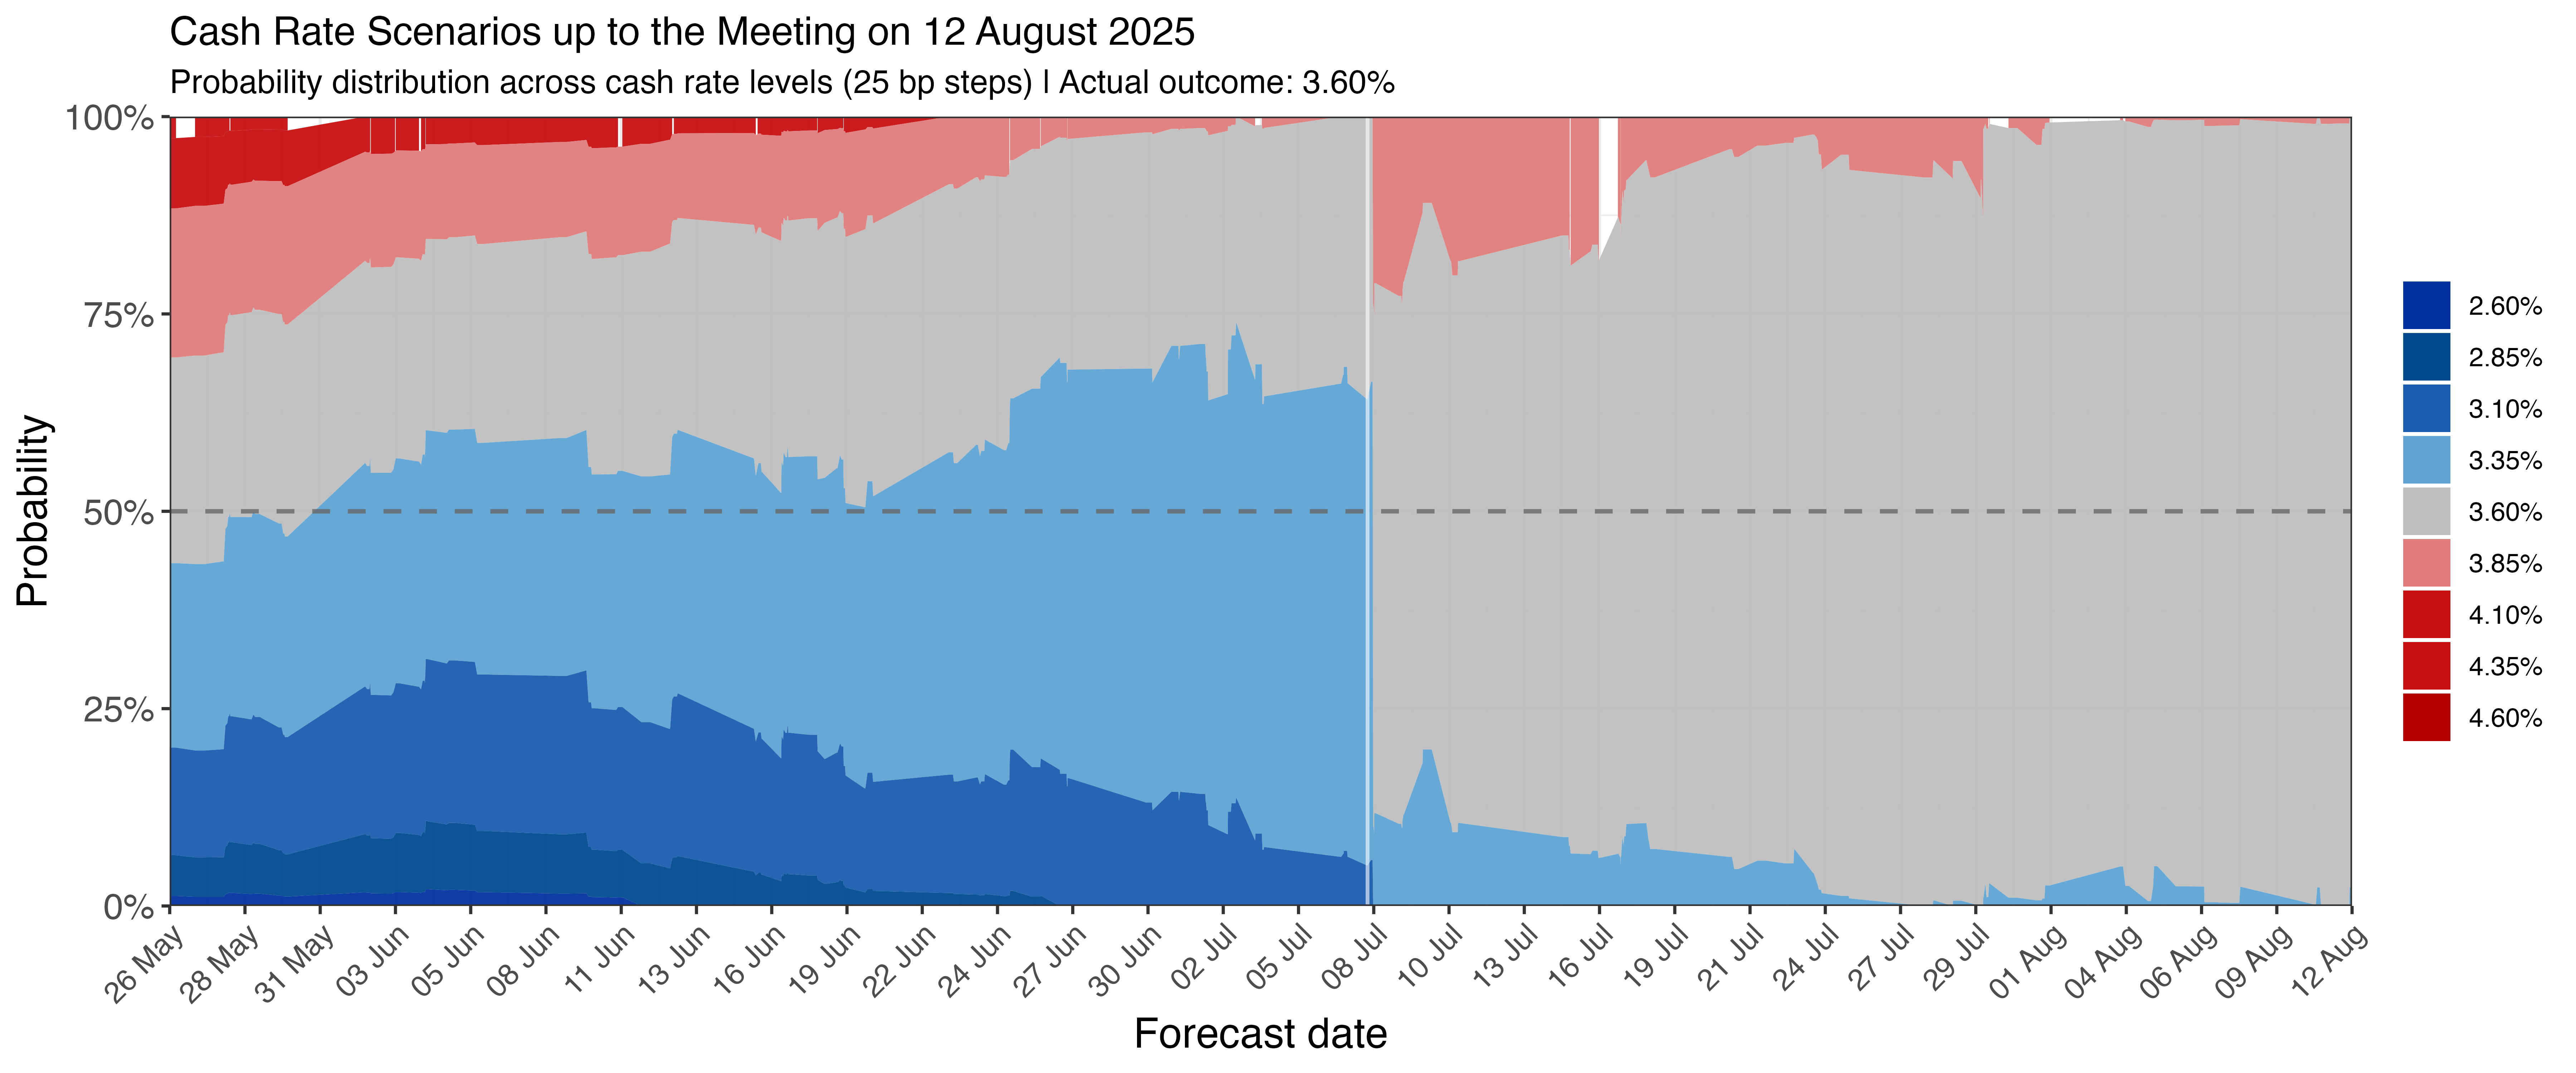 Cash Rate Scenarios up to the Meeting on 12 August 2025
Probability distribution across cash rate levels (25 bp steps) | Actual outcome: 3.60%
Probability
100%
75%
50%
25%
0%
26 May
28 May
31 May
03 Jun
05 Jun
08 Jun
11 Jun
13 Jun
16 Jun
19 Jun
22 Jun
24 Jun
27 Jun
30 Jun
02 Jul
05 Jul
08 Jul
10 Jul
13 Jul
16 Jul
19 Jul
21 Jul
24 Jul
27 Jul
29 Jul
01 Aug
04 Aug
06 Aug
09 Aug
12 Aug
Forecast date
2.60%
2.85%
3.10%
3.35%
3.60%
3.85%
4.10%
4.35%
4.60%